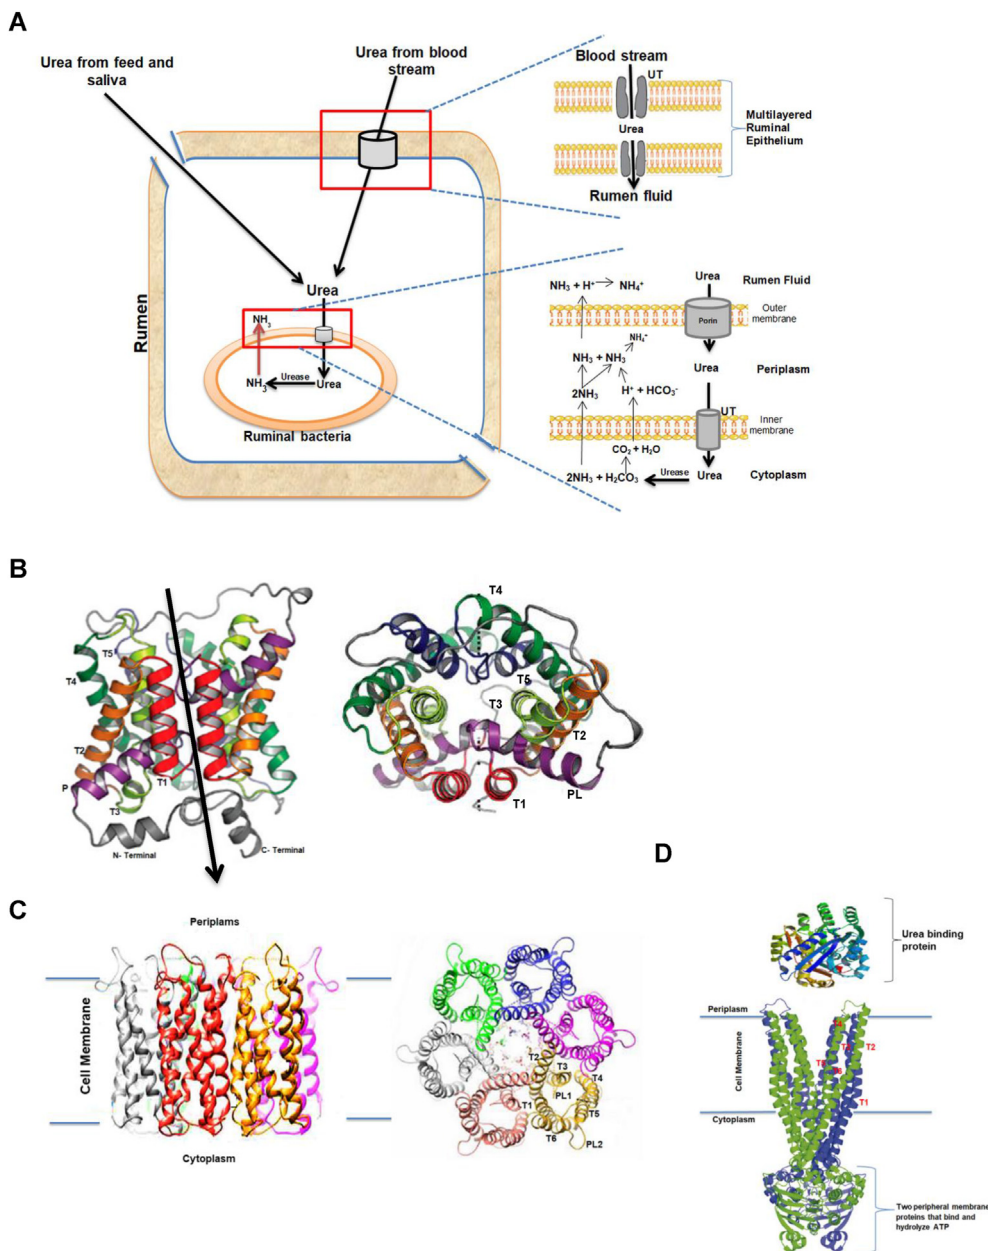 A
Urea from feed and
saliva
Urea from blood
stream
Blood stream
UT
Urea
Multilayered
Ruminal
Epithelium
Rumen fluid
Rumen
Urea
NH3
NH3
Urease
Urea
Ruminal bacteria
NH3 + H+
NH4+
Urea
Rumen Fluid
Porin
Outer
membrane
NH4-
NH3 + NH3
Urea
Periplasm
2NH3
H+ + HCO3-
UT
Inner
membrane
CO2 + H2O
2NH3 + H2CO3
Urease
Urea
Cytoplasm
B
T5
T4
T2
P
T1
T3
N- Terminal
C- Terminal
T4
T5
T3
T2
T1
PL
C
Periplams
Cell Membrane
Cytoplasm
T2
T3
T4
T1
PL1
T5
T6
PL2
D
Urea binding
protein
Periplasm
Cell Membrane
T2
T1
Cytoplasm
Two peripheral membrane
proteins that bind and
hydrolyze ATP